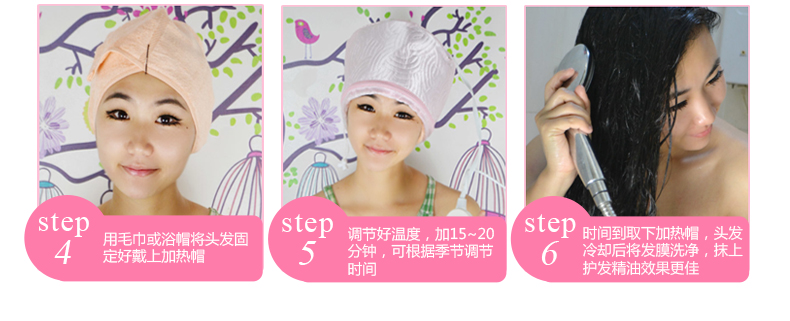 step
4
用毛巾或浴帽将头发固
定好戴上加热帽
step
5
调节好温度，加15~20
分钟，可根据季节调节
时间
step
6
时间到取下加热帽，头发
冷却后将发膜洗净，抹上
护发精油效果更佳